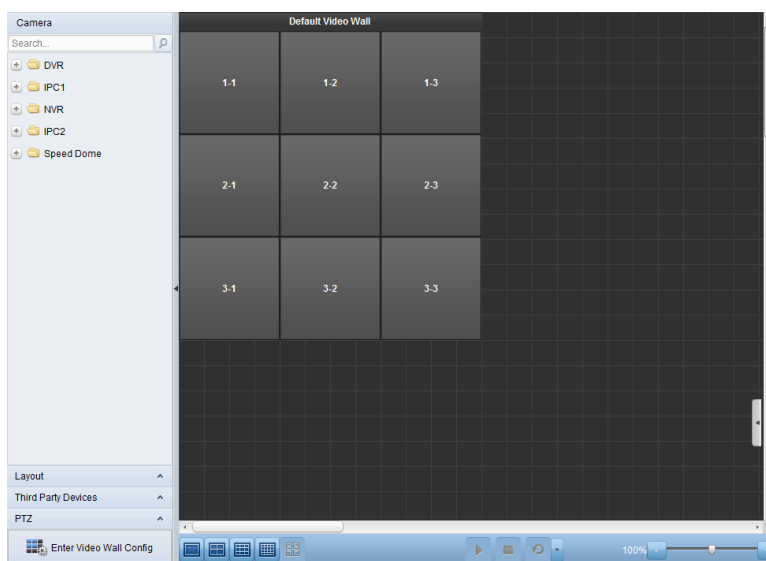 Camera
Search...
DVR
IPC1
NVR
IPC2
Speed Dome
Layout
Third Party Devices
PTZ
Enter Video Wall Config
Default Video Wall
1-1 1-2 1-3
2-1 2-2 2-3
3-1 3-2 3-3
100%